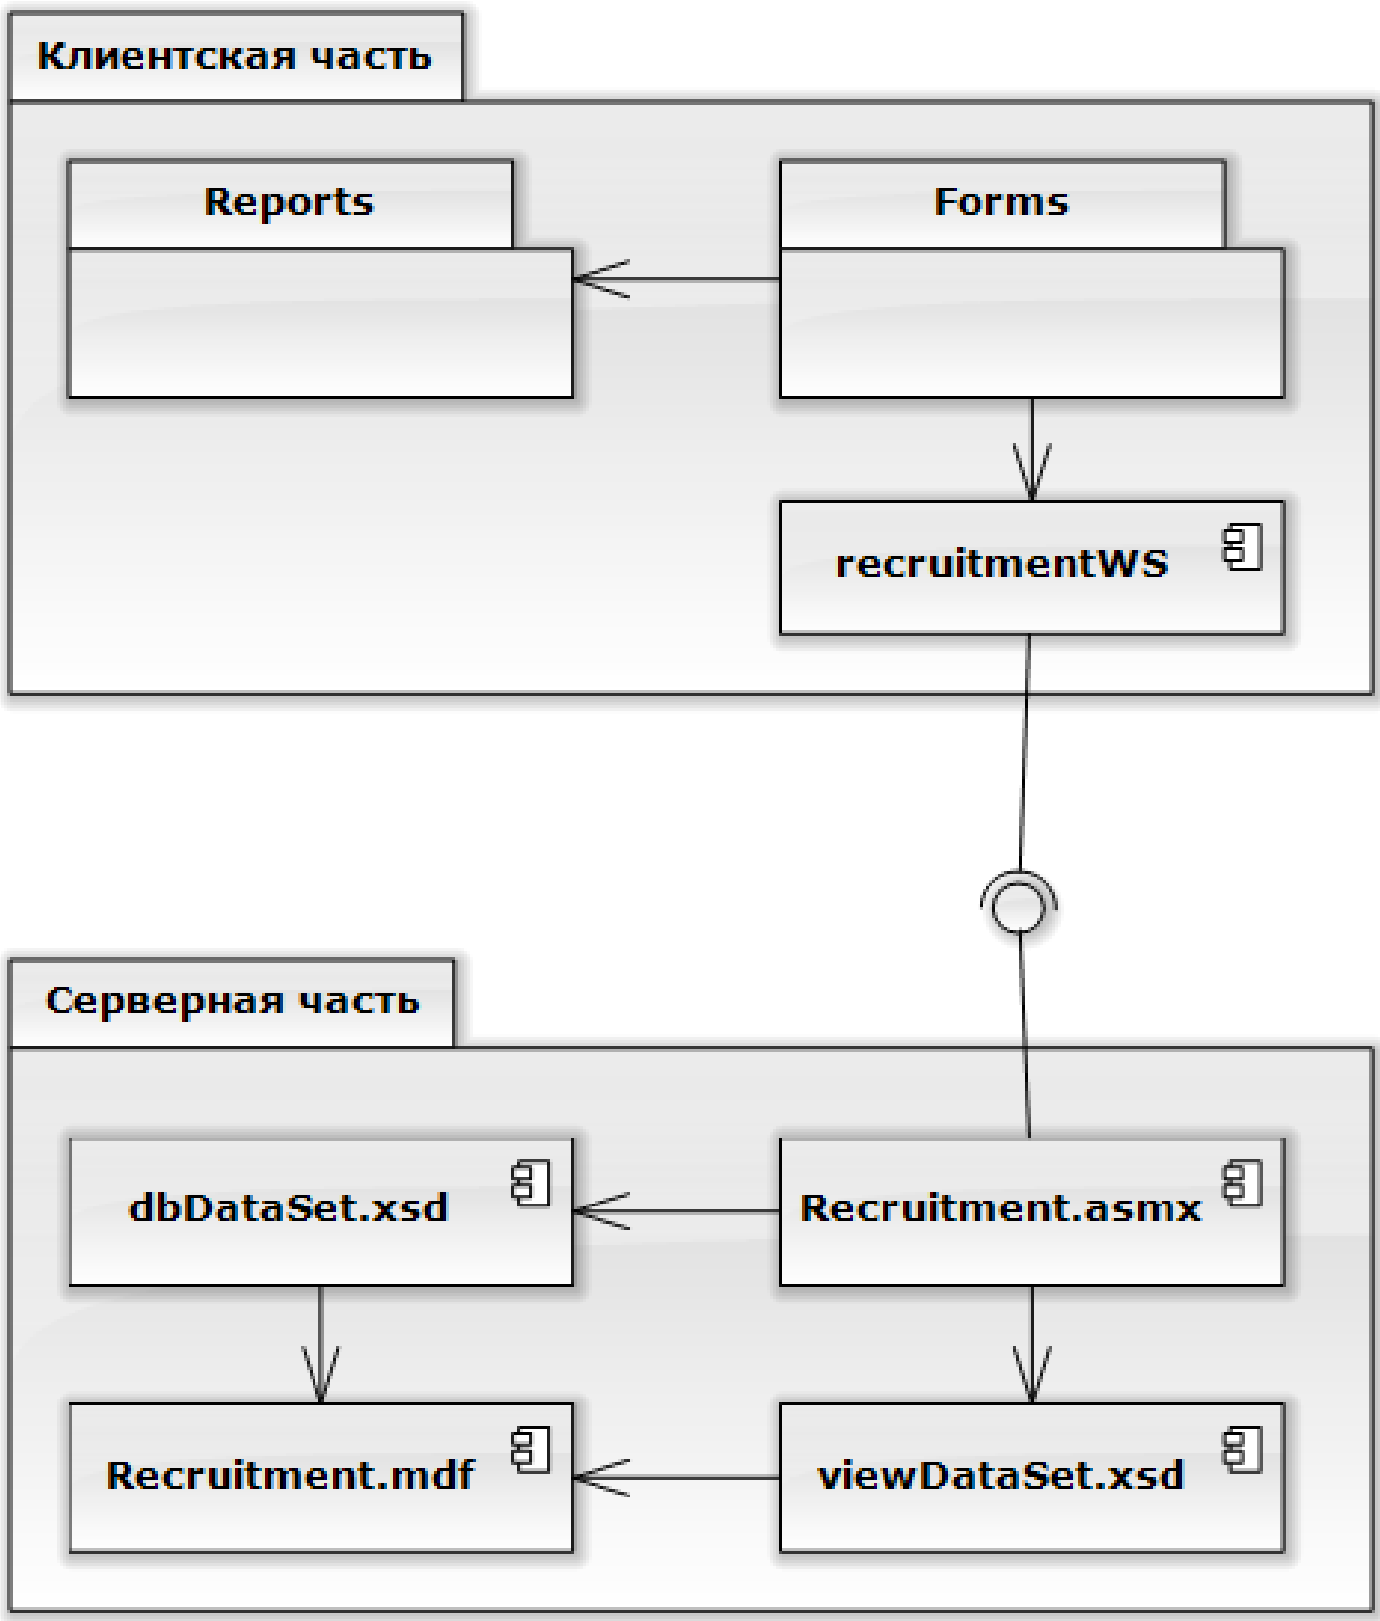 Клиентская часть
Reports
Forms
recruitmentWS
Серверная часть
dbDataSet.xsd
Recruitment.asmx
Recruitment.mdf
viewDataSet.xsd